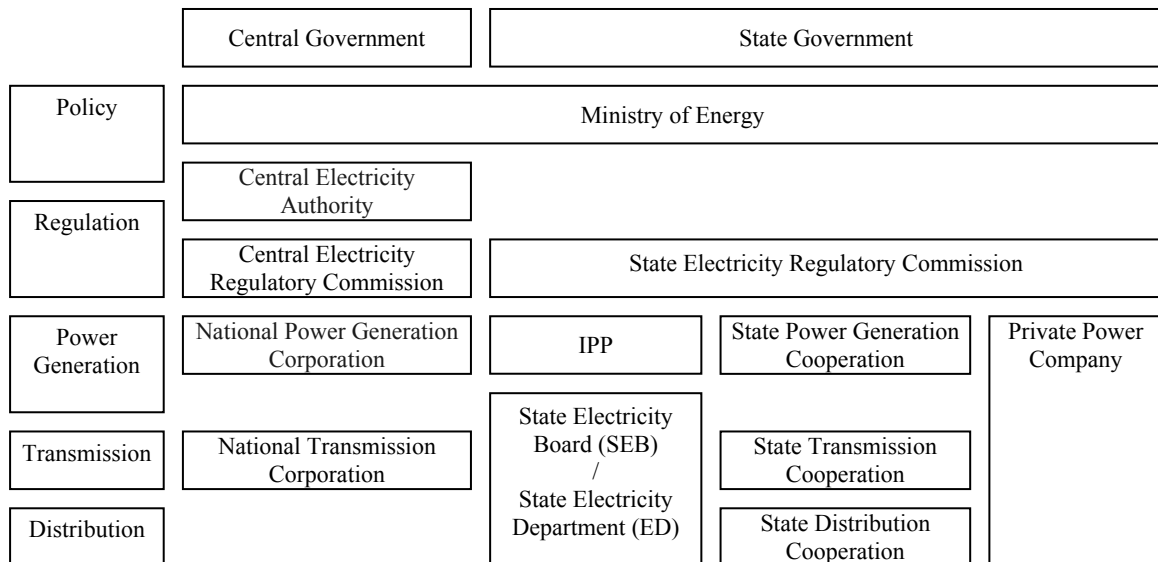 Central Government
State Government
Policy
Ministry of Energy
Central Electricity
Authority
Regulation
Central Electricity
Regulatory Commission
State Electricity Regulatory Commission
Power
Generation
National Power Generation
Corporation
IPP
State Power Generation
Cooperation
Private Power
Company
State Electricity
Board (SEB)
/
State Electricity
Department (ED)
Transmission
National Transmission
Corporation
State Transmission
Cooperation
Distribution
State Distribution
Cooperation